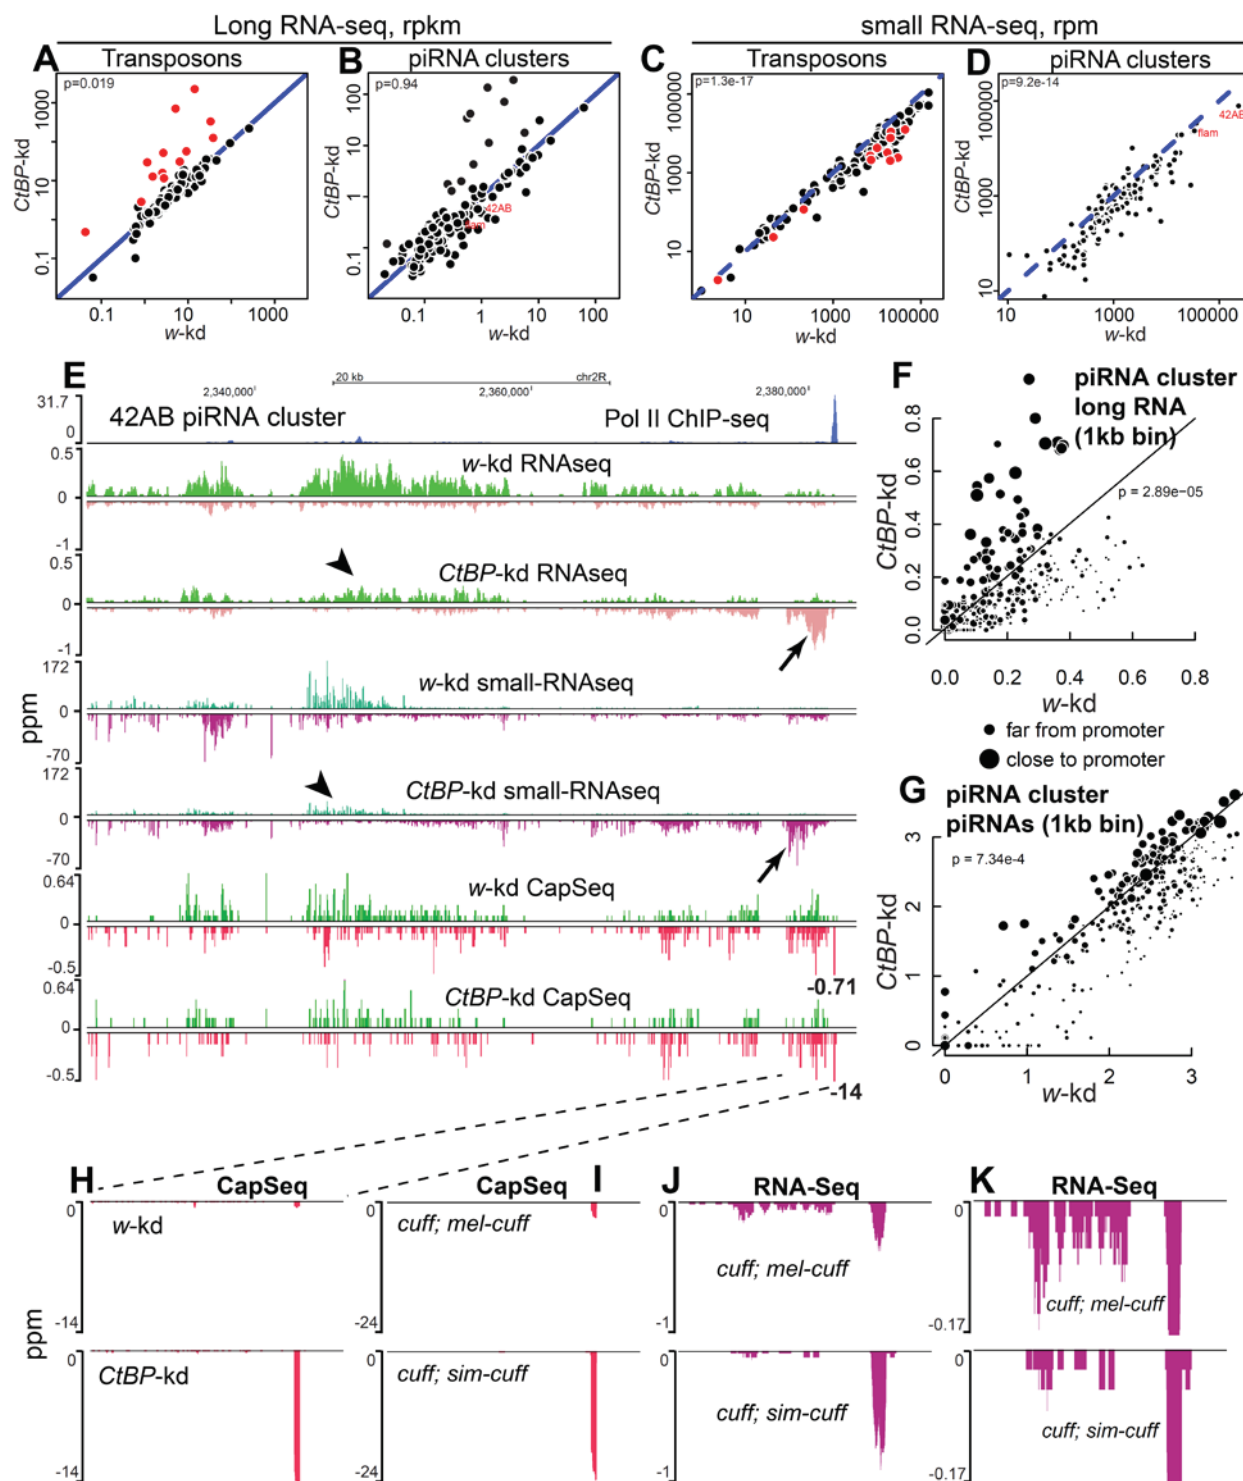 Long RNA-seq, rpkm
small RNA-seq, rpm
A
Transposons
p=0.019
CtBP-kd
1000
10
0.1
0.1
10
1000
w-kd
B
piRNA clusters
p=0.94
CtBP-kd
100
10
1
0.1
42AB
flam
0.1
1
10
100
w-kd
C
Transposons
p=1.3e-17
CtBP-kd
100000
1000
10
10
1000
100000
w-kd
D
piRNA clusters
p=9.2e-14
CtBP-kd
100000
1000
10
42AB
flam
10
1000
100000
w-kd
E
20 kb
chr2R
2,340,000
2,360,000
2,380,000
31.7
0
42AB piRNA cluster
Pol II ChIP-seq
0.5
0
-1
w-kd RNAseq
0.5
0
-1
CtBP-kd RNAseq
172
0
-70
w-kd small-RNAseq
ppm
172
0
-70
CtBP-kd small-RNAseq
0.64
0
-0.5
w-kd CapSeq
-0.71
0.64
0
-0.5
CtBP-kd CapSeq
-14
F
piRNA cluster
long RNA
(1kb bin)
p = 2.89e−05
CtBP-kd
0.8
0.6
0.4
0.2
0.0
0.0
0.2
0.4
0.6
0.8
w-kd
far from promoter
close to promoter
G
piRNA cluster
piRNAs (1kb bin)
p = 7.34e-4
CtBP-kd
3
2
1
0
0
1
2
3
w-kd
H
CapSeq
0
w-kd
-14
ppm
0
CtBP-kd
-14
CapSeq
I
0
cuff; mel-cuff
-24
0
cuff; sim-cuff
-24
J
RNA-Seq
0
cuff; mel-cuff
-1
0
cuff; sim-cuff
-1
K
RNA-Seq
0
cuff; mel-cuff
-0.17
0
cuff; sim-cuff
-0.17